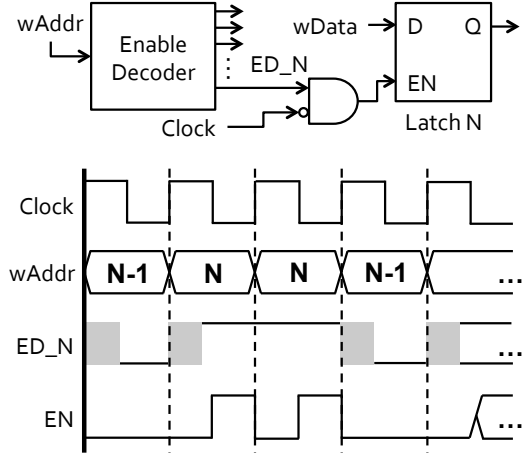 wAddr
Enable
Decoder
⋮
ED_N
Clock
wData
D Q
EN
Latch N
Clock
wAddr N-1 N N N-1 ...
ED_N ...
EN ...